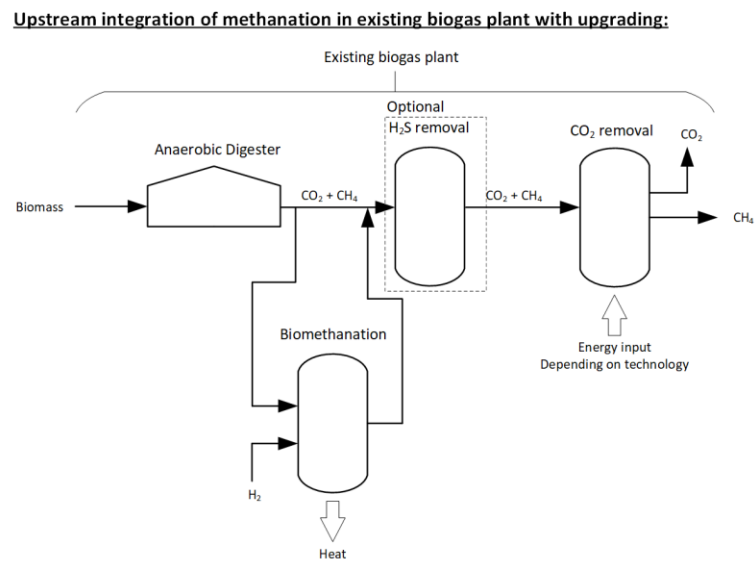 Upstream integration of methanation in existing biogas plant with upgrading:
Existing biogas plant
Optional
H₂S removal
CO₂ removal
CO₂
Anaerobic Digester
CO₂ + CH₄
CO₂ + CH₄
Biomass
CH₄
Biomethanation
Energy input
Depending on technology
H₂
Heat